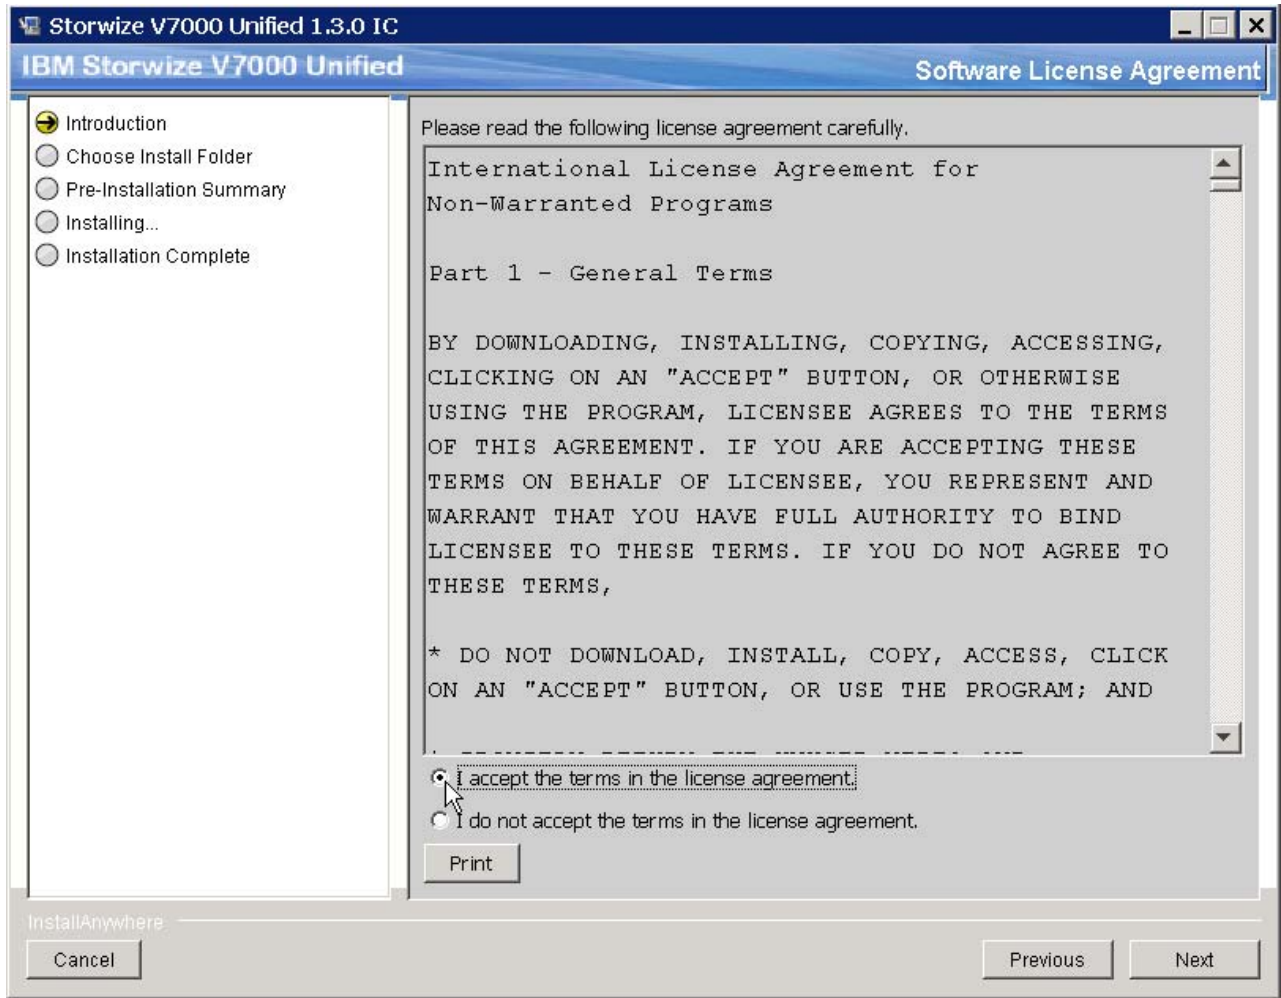 Storwize V7000 Unified 1.3.0 IC
IBM Storwize V7000 Unified
Software License Agreement
Introduction
Choose Install Folder
Pre-Installation Summary
Installing...
Installation Complete
Please read the following license agreement carefully.
International License Agreement for
Non-Warranted Programs
Part 1 - General Terms
BY DOWNLOADING, INSTALLING, COPYING, ACCESSING,
CLICKING ON AN "ACCEPT" BUTTON, OR OTHERWISE
USING THE PROGRAM, LICENSEE AGREES TO THE TERMS
OF THIS AGREEMENT. IF YOU ARE ACCEPTING THESE
TERMS ON BEHALF OF LICENSEE, YOU REPRESENT AND
WARRANT THAT YOU HAVE FULL AUTHORITY TO BIND
LICENSEE TO THESE TERMS. IF YOU DO NOT AGREE TO
THESE TERMS,
* DO NOT DOWNLOAD, INSTALL, COPY, ACCESS, CLICK
ON AN "ACCEPT" BUTTON, OR USE THE PROGRAM; AND
I accept the terms in the license agreement.
I do not accept the terms in the license agreement.
Print
InstallAnywhere
Cancel
Previous
Next